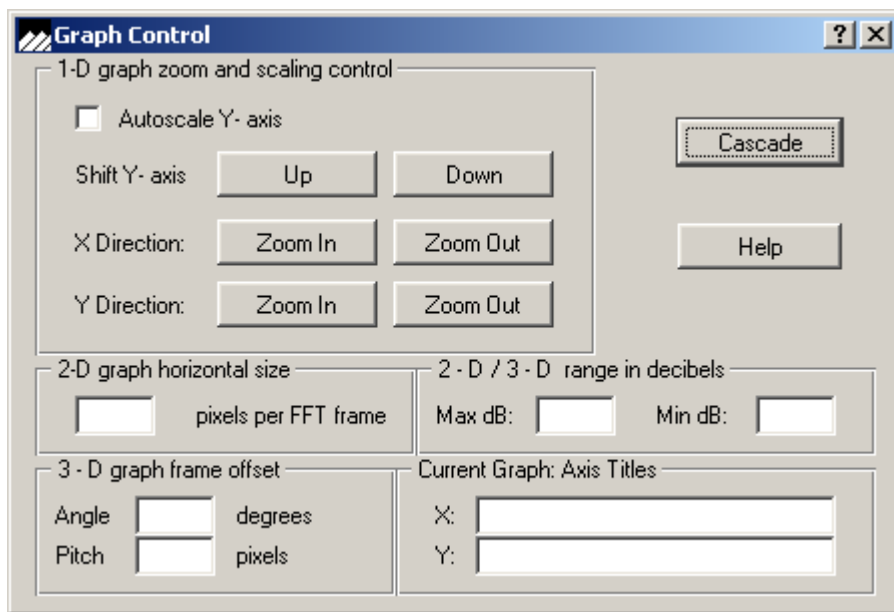 Graph Control
1-D graph zoom and scaling control
Autoscale Y- axis
Cascade
Shift Y- axis Up Down
X Direction: Zoom In Zoom Out
Help
Y Direction: Zoom In Zoom Out
2-D graph horizontal size
pixels per FFT frame
2 - D / 3 - D range in decibels
Max dB: Min dB:
3 - D graph frame offset
Angle degrees
Pitch pixels
Current Graph: Axis Titles
X:
Y: